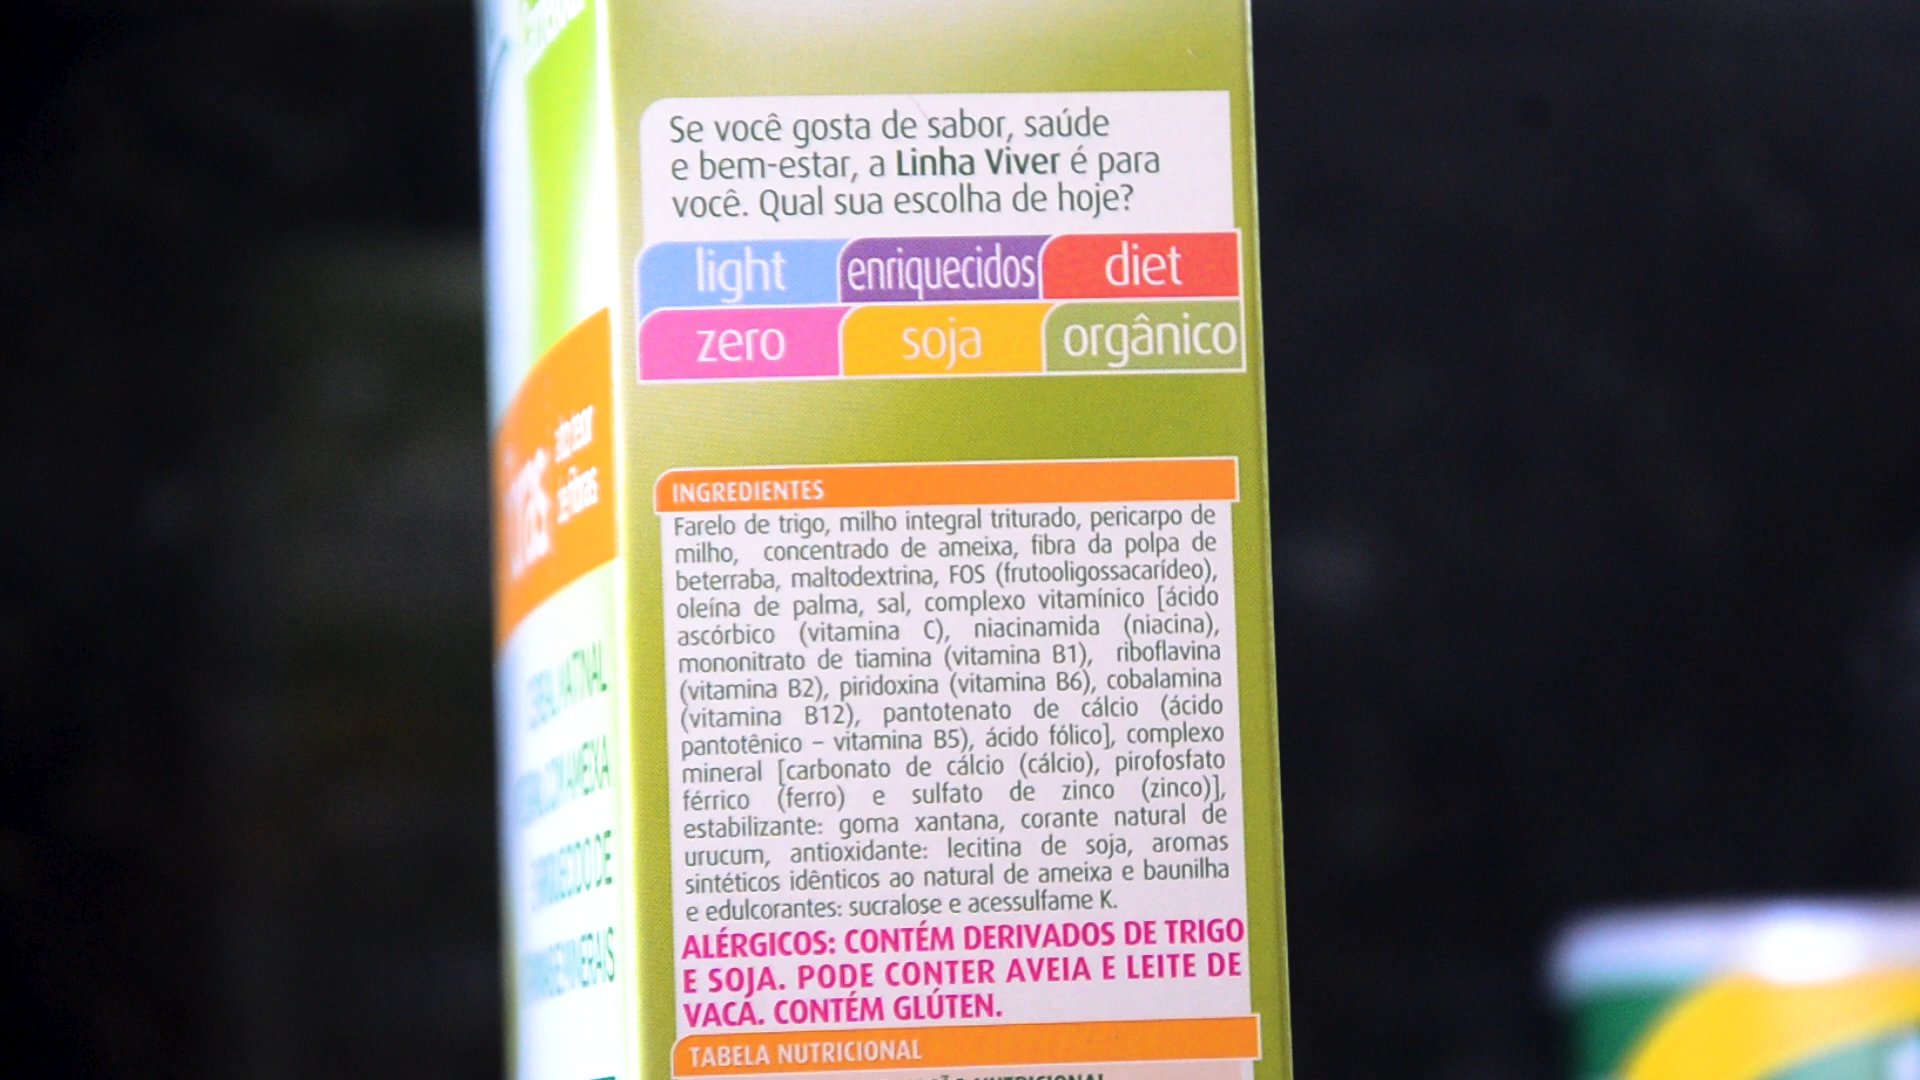 Se você gosta de sabor, saúde
e bem-estar, a Linha Viver é para
você. Qual sua escolha de hoje?
light enriquecidos diet
zero soja orgânico
INGREDIENTES
Farelo de trigo, milho integral triturado, pericarpo de
milho, concentrado de ameixa, fibra da polpa de
beterraba, maltodextrina, FOS (frutooligossacarídeo),
oleína de palma, sal, complexo vitamínico [ácido
ascórbico (vitamina C), niacinamida (niacina),
mononitrato de tiamina (vitamina B1), riboflavina
(vitamina B2), piridoxina (vitamina B6), cobalamina
(vitamina B12), pantotenato de cálcio (ácido
pantotênico – vitamina B5), ácido fólico], complexo
mineral [carbonato de cálcio (cálcio), pirofosfato
férrico (ferro) e sulfato de zinco (zinco)],
estabilizante: goma xantana, corante natural de
urucum, antioxidante: lecitina de soja, aromas
sintéticos idênticos ao natural de ameixa e baunilha
e edulcorantes: sucralose e acessulfame K.
ALÉRGICOS: CONTÉM DERIVADOS DE TRIGO
E SOJA. PODE CONTER AVEIA E LEITE DE
VACA. CONTÉM GLÚTEN.
TABELA NUTRICIONAL